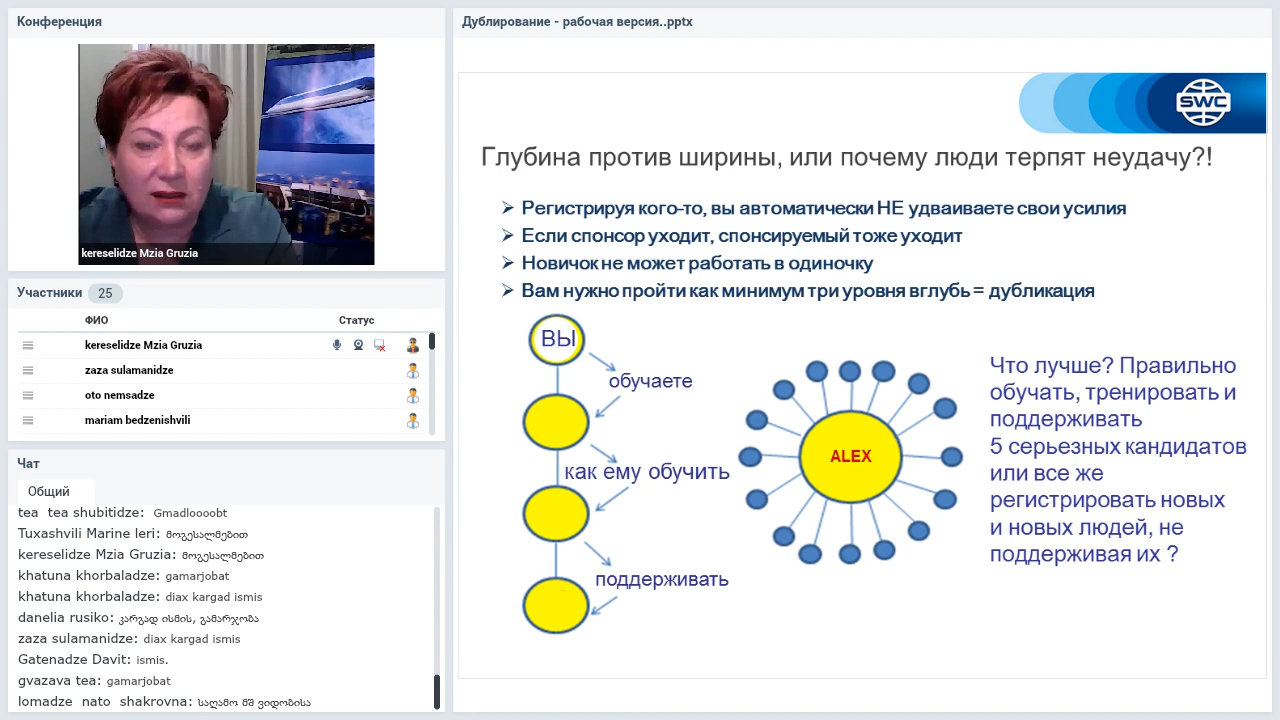 Конференция
kereselidze Mzia Gruzia
Участники 25
ФИО Статус
kereselidze Mzia Gruzia
zaza sulamanidze
oto nemsadze
mariam bedzenishvili
Чат
Общий
tea tea shubitidze: Gmadloooobt
Tuxashvili Marine leri: მოგესალმებით
kereselidze Mzia Gruzia: მოგესალმებით
khatuna khorbaladze: gamarjobat
khatuna khorbaladze: diax kargad ismis
danelia rusiko: კარგად ისმის, გამარჯობა
zaza sulamanidze: diax kargad ismis
Gatenadze Davit: ismis.
gvazava tea: gamarjobat
lomadze nato shakrovna: საღამო მშ ვიდობისა
Дублирование - рабочая версия..pptx
SWC
Глубина против ширины, или почему люди терпят неудачу?!
Регистрируя кого-то, вы автоматически НЕ удваиваете свои усилия
Если спонсор уходит, спонсируемый тоже уходит
Новичок не может работать в одиночку
Вам нужно пройти как минимум три уровня вглубь = дубликация
ВЫ
обучаете
как ему обучить
поддерживать
ALEX
Что лучше? Правильно
обучать, тренировать и
поддерживать
5 серьезных кандидатов
или все же
регистрировать новых
и новых людей, не
поддерживая их ?